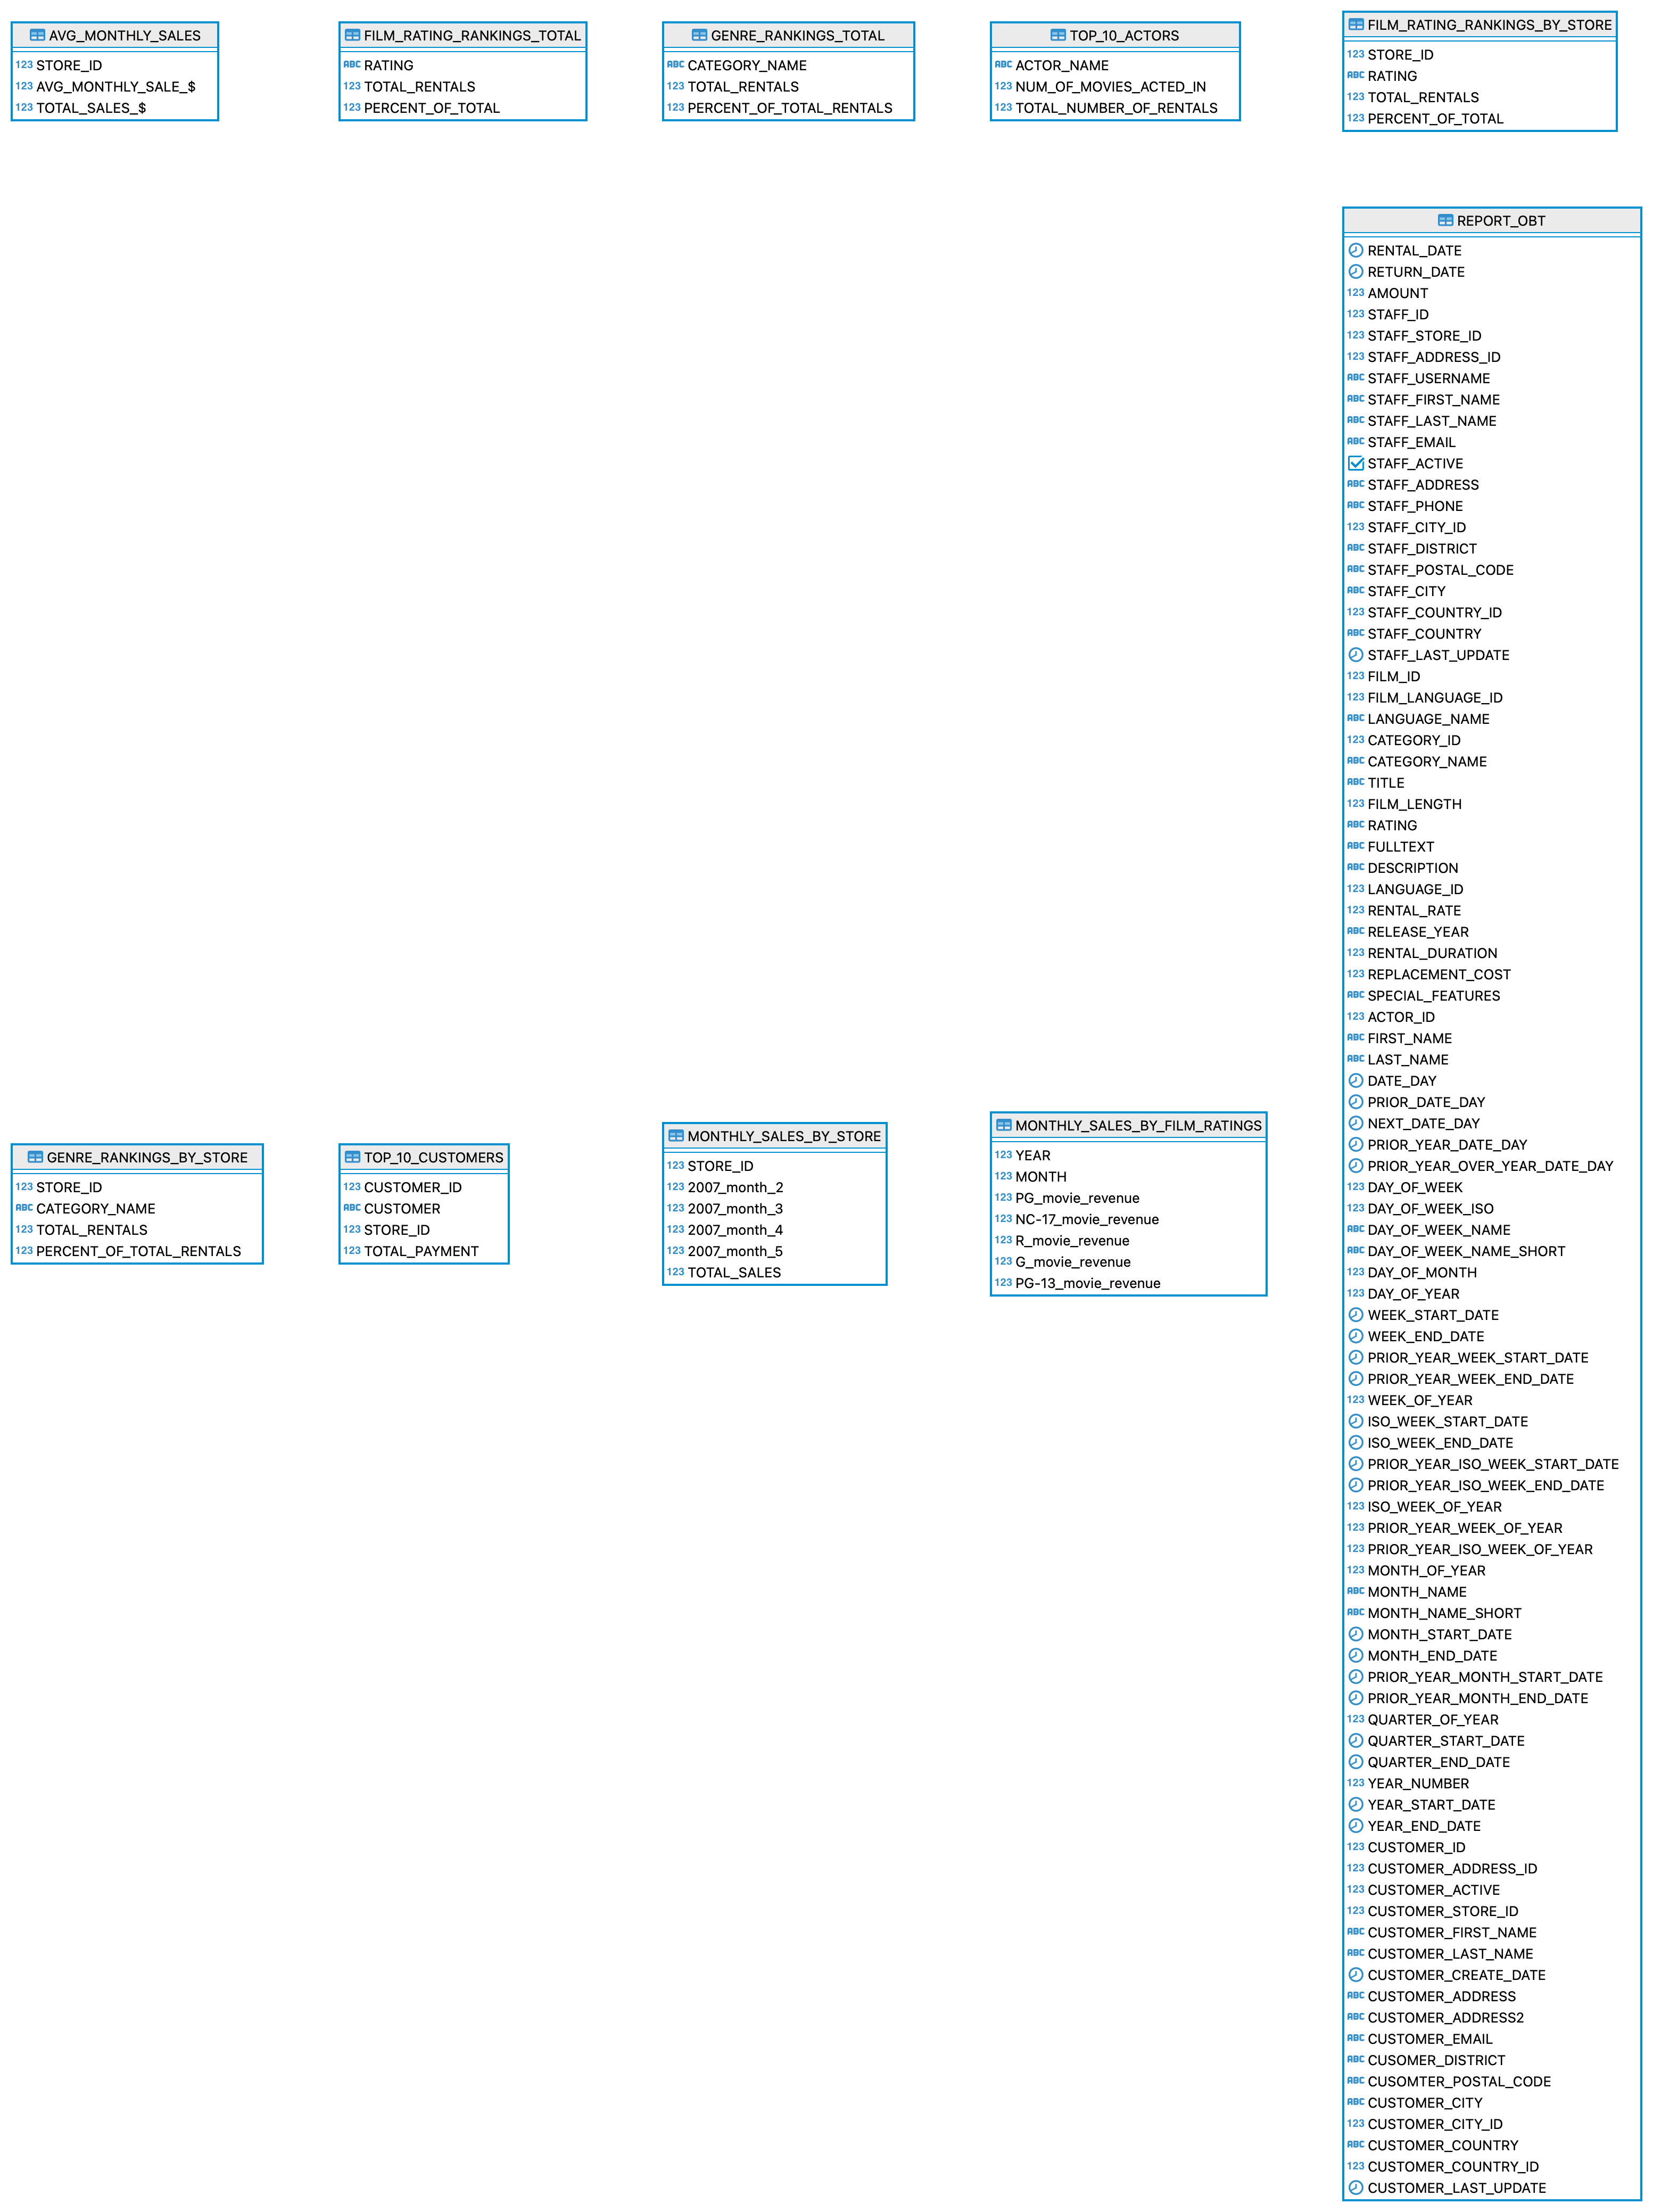 AVG_MONTHLY_SALES
123 STORE_ID
123 AVG_MONTHLY_SALE_$
123 TOTAL_SALES_$
FILM_RATING_RANKINGS_TOTAL
ABC RATING
123 TOTAL_RENTALS
123 PERCENT_OF_TOTAL
GENRE_RANKINGS_TOTAL
ABC CATEGORY_NAME
123 TOTAL_RENTALS
123 PERCENT_OF_TOTAL_RENTALS
TOP_10_ACTORS
ABC ACTOR_NAME
123 NUM_OF_MOVIES_ACTED_IN
123 TOTAL_NUMBER_OF_RENTALS
FILM_RATING_RANKINGS_BY_STORE
123 STORE_ID
ABC RATING
123 TOTAL_RENTALS
123 PERCENT_OF_TOTAL
GENRE_RANKINGS_BY_STORE
123 STORE_ID
ABC CATEGORY_NAME
123 TOTAL_RENTALS
123 PERCENT_OF_TOTAL_RENTALS
TOP_10_CUSTOMERS
123 CUSTOMER_ID
ABC CUSTOMER
123 STORE_ID
123 TOTAL_PAYMENT
MONTHLY_SALES_BY_STORE
123 STORE_ID
123 2007_month_2
123 2007_month_3
123 2007_month_4
123 2007_month_5
123 TOTAL_SALES
MONTHLY_SALES_BY_FILM_RATINGS
123 YEAR
123 MONTH
123 PG_movie_revenue
123 NC-17_movie_revenue
123 R_movie_revenue
123 G_movie_revenue
123 PG-13_movie_revenue
REPORT_OBT
RENTAL_DATE
RETURN_DATE
123 AMOUNT
123 STAFF_ID
123 STAFF_STORE_ID
123 STAFF_ADDRESS_ID
ABC STAFF_USERNAME
ABC STAFF_FIRST_NAME
ABC STAFF_LAST_NAME
ABC STAFF_EMAIL
STAFF_ACTIVE
ABC STAFF_ADDRESS
ABC STAFF_PHONE
123 STAFF_CITY_ID
ABC STAFF_DISTRICT
ABC STAFF_POSTAL_CODE
ABC STAFF_CITY
123 STAFF_COUNTRY_ID
ABC STAFF_COUNTRY
STAFF_LAST_UPDATE
123 FILM_ID
123 FILM_LANGUAGE_ID
ABC LANGUAGE_NAME
123 CATEGORY_ID
ABC CATEGORY_NAME
ABC TITLE
123 FILM_LENGTH
ABC RATING
ABC FULLTEXT
ABC DESCRIPTION
123 LANGUAGE_ID
123 RENTAL_RATE
ABC RELEASE_YEAR
123 RENTAL_DURATION
123 REPLACEMENT_COST
ABC SPECIAL_FEATURES
123 ACTOR_ID
ABC FIRST_NAME
ABC LAST_NAME
DATE_DAY
PRIOR_DATE_DAY
NEXT_DATE_DAY
PRIOR_YEAR_DATE_DAY
PRIOR_YEAR_OVER_YEAR_DATE_DAY
123 DAY_OF_WEEK
123 DAY_OF_WEEK_ISO
ABC DAY_OF_WEEK_NAME
ABC DAY_OF_WEEK_NAME_SHORT
123 DAY_OF_MONTH
123 DAY_OF_YEAR
WEEK_START_DATE
WEEK_END_DATE
PRIOR_YEAR_WEEK_START_DATE
PRIOR_YEAR_WEEK_END_DATE
123 WEEK_OF_YEAR
ISO_WEEK_START_DATE
ISO_WEEK_END_DATE
PRIOR_YEAR_ISO_WEEK_START_DATE
PRIOR_YEAR_ISO_WEEK_END_DATE
123 ISO_WEEK_OF_YEAR
123 PRIOR_YEAR_WEEK_OF_YEAR
123 PRIOR_YEAR_ISO_WEEK_OF_YEAR
123 MONTH_OF_YEAR
ABC MONTH_NAME
ABC MONTH_NAME_SHORT
MONTH_START_DATE
MONTH_END_DATE
PRIOR_YEAR_MONTH_START_DATE
PRIOR_YEAR_MONTH_END_DATE
123 QUARTER_OF_YEAR
QUARTER_START_DATE
QUARTER_END_DATE
123 YEAR_NUMBER
YEAR_START_DATE
YEAR_END_DATE
123 CUSTOMER_ID
123 CUSTOMER_ADDRESS_ID
123 CUSTOMER_ACTIVE
123 CUSTOMER_STORE_ID
ABC CUSTOMER_FIRST_NAME
ABC CUSTOMER_LAST_NAME
CUSTOMER_CREATE_DATE
ABC CUSTOMER_ADDRESS
ABC CUSTOMER_ADDRESS2
ABC CUSTOMER_EMAIL
ABC CUSOMER_DISTRICT
ABC CUSOMTER_POSTAL_CODE
ABC CUSTOMER_CITY
123 CUSTOMER_CITY_ID
ABC CUSTOMER_COUNTRY
123 CUSTOMER_COUNTRY_ID
CUSTOMER_LAST_UPDATE